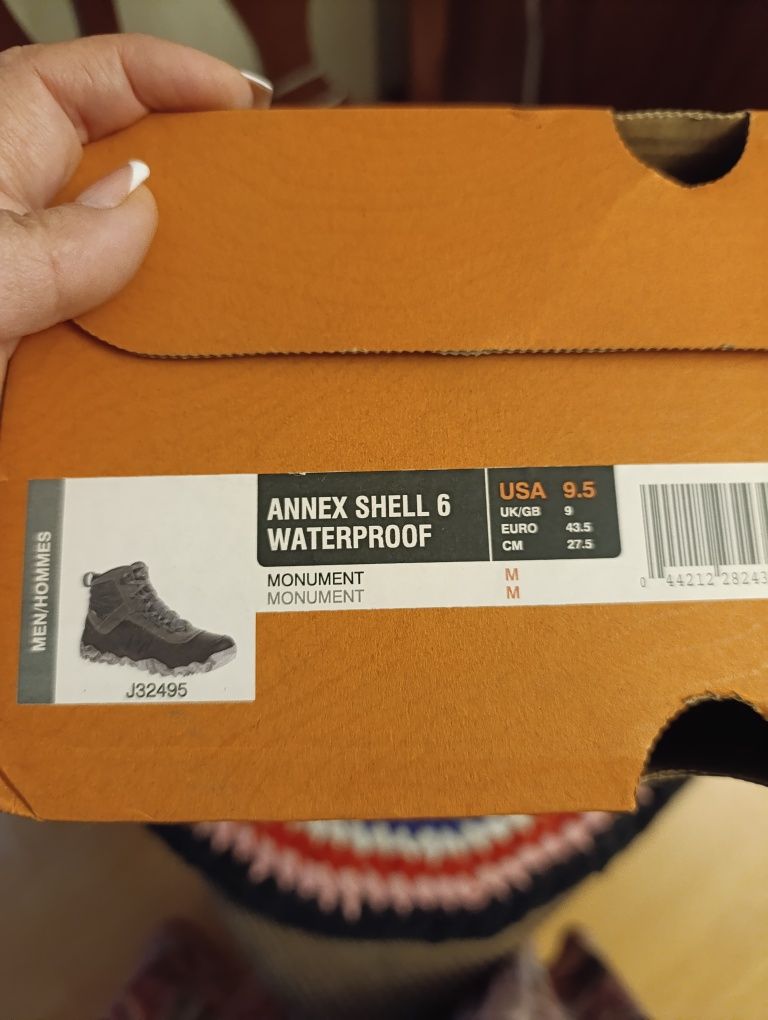 MEN/HOMMES
J32495
ANNEX SHELL 6
WATERPROOF
USA 9.5
UK/GB 9
EURO 43.5
CM 27.5
MONUMENT M
MONUMENT M
0 44212 28243